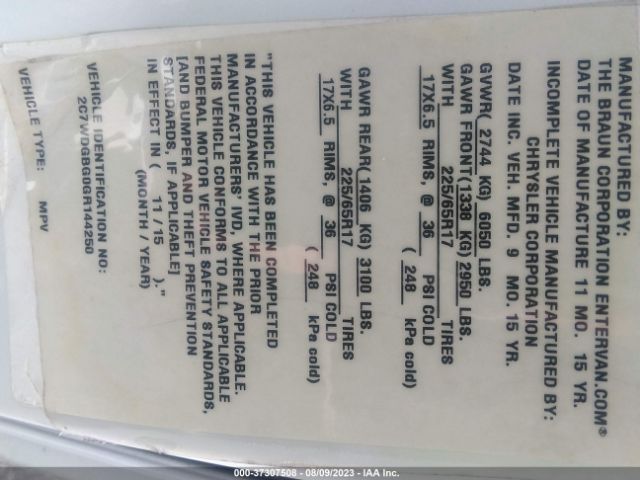 MANUFACTURED BY:
THE BRAUN CORPORATION ENTERVAN.COM®
DATE OF MANUFACTURE 11 MO. 15 YR.
INCOMPLETE VEHICLE MANUFACTURED BY:
CHRYSLER CORPORATION
DATE INC. VEH. MFD. 9 MO. 15 YR.
GVWR( 2744 KG) 6050 LBS.
GAWR FRONT(1338 KG) 2950 LBS.
WITH 225/65R17 TIRES
17X6.5 RIMS, @ 36 PSI COLD
( 248 kPa cold)
GAWR REAR( 1406 KG) 3100 LBS.
WITH 225/65R17 TIRES
17X6.5 RIMS, @ 36 PSI COLD
( 248 kPa cold)
"THIS VEHICLE HAS BEEN COMPLETED
IN ACCORDANCE WITH THE PRIOR
MANUFACTURERS' IVD, WHERE APPLICABLE.
THIS VEHICLE CONFORMS TO ALL APPLICABLE
FEDERAL MOTOR VEHICLE SAFETY STANDARDS,
[AND BUMPER AND THEFT PREVENTION
STANDARDS, IF APPLICABLE]
IN EFFECT IN ( 11 / 15 )."
(MONTH / YEAR)
VEHICLE IDENTIFICATION NO:
2C7WDGBG0GR144250
VEHICLE TYPE: MPV
000-37307508 - 08/09/2023 - IAA Inc.